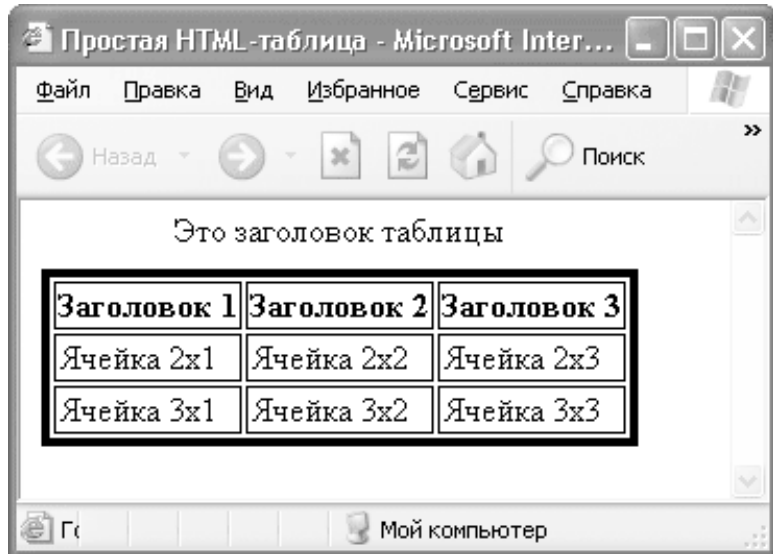 Простая HTML-таблица - Microsoft Inter...
Файл Правка Вид Избранное Сервис Справка
Назад Поиск »
Это заголовок таблицы
Заголовок 1 Заголовок 2 Заголовок 3
Ячейка 2x1 Ячейка 2x2 Ячейка 2x3
Ячейка 3x1 Ячейка 3x2 Ячейка 3x3
Мой компьютер